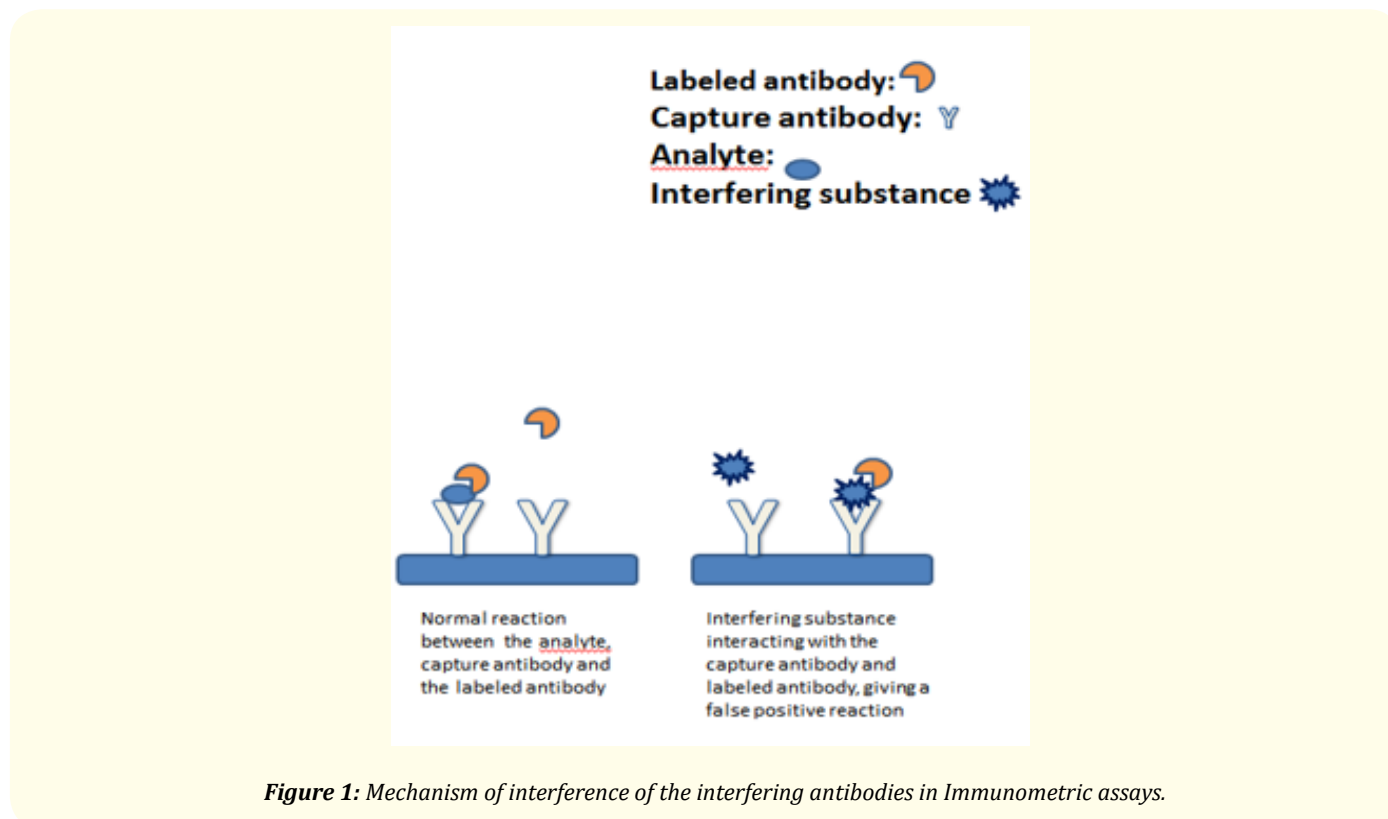 Labeled antibody:
Capture antibody:
Analyte:
Interfering substance
Normal reaction
between the analyte,
capture antibody and
the labeled antibody
Interfering substance
interacting with the
capture antibody and
labeled antibody, giving a
false positive reaction
Figure 1: Mechanism of interference of the interfering antibodies in Immunometric assays.